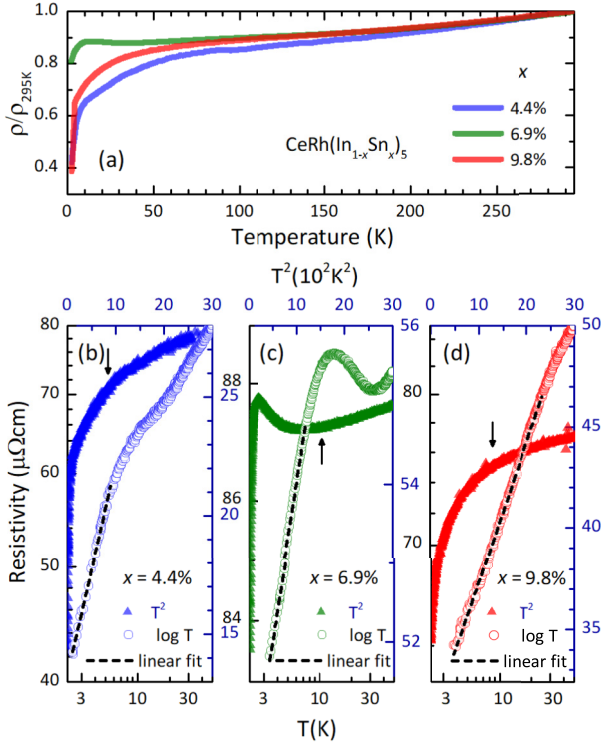 1.0
0.8
0.6
0.4
ρ/ρ295K
(a)
CeRh(In1-xSnx)5
x
4.4%
6.9%
9.8%
0 50 100 150 200 250
Temperature (K)
T2(102K2)
0 10 20 30 0 10 20 30 0 10 20 30
Resistivity (μΩcm)
80
70
60
50
40
(b)
25
20
15
x = 4.4%
T2
log T
linear fit
3 10 30
88
86
84
(c)
56
54
52
x = 6.9%
T2
log T
linear fit
3 10 30
80
70
(d)
50
45
40
35
x = 9.8%
T2
log T
linear fit
3 10 30
T(K)